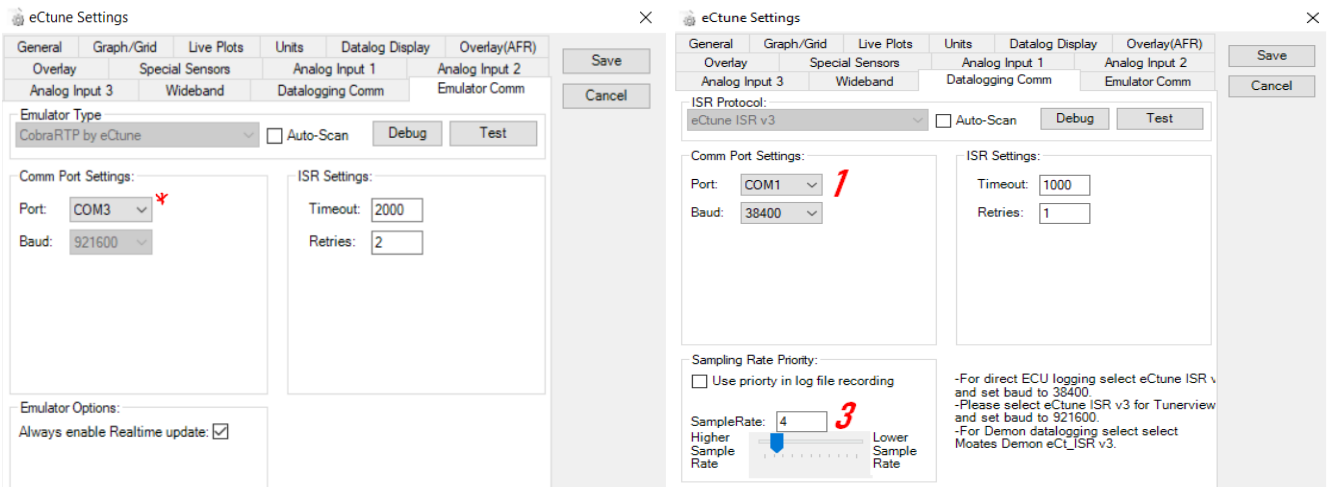 eCtune Settings
General Graph/Grid Live Plots Units Datalog Display Overlay(AFR)
Overlay Special Sensors Analog Input 1 Analog Input 2
Analog Input 3 Wideband Datalogging Comm Emulator Comm
Save
Cancel
Emulator Type
CobraRTP by eCtune Auto-Scan Debug Test
Comm Port Settings:
Port: COM3 *
Baud: 921600
ISR Settings:
Timeout: 2000
Retries: 2
Emulator Options:
Always enable Realtime update:
eCtune Settings
General Graph/Grid Live Plots Units Datalog Display Overlay(AFR)
Overlay Special Sensors Analog Input 1 Analog Input 2
Analog Input 3 Wideband Datalogging Comm Emulator Comm
Save
Cancel
ISR Protocol:
eCtune ISR v3 Auto-Scan Debug Test
Comm Port Settings:
Port: COM1 1
Baud: 38400
ISR Settings:
Timeout: 1000
Retries: 1
Sampling Rate Priority:
Use priorty in log file recording
SampleRate: 4 3
Higher
Sample
Rate
Lower
Sample
Rate
-For direct ECU logging select eCtune ISR v
and set baud to 38400.
-Please select eCtune ISR v3 for Tunerview
and set baud to 921600.
-For Demon datalogging select select
Moates Demon eCt_ISR v3.